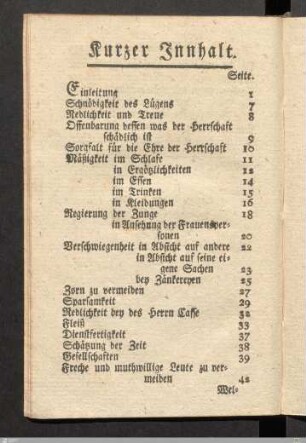 Kurzer Innhalt.
Seite.
Einleitung 1
Schnödigkeit des Lügens 7
Redlichkeit und Treue 8
Offenbarung dessen was der Herrschaft
schädlich ist 9
Sorgfalt für die Ehre der Herrschaft 10
Mäßigkeit im Schlafe 11
in Ergötzlichkeiten 12
im Essen 14
im Trinken 15
in Kleidungen 16
Regierung der Zunge 18
in Ansehung der Frauensper-
sonen 20
Verschwiegenheit in Absicht auf andere 22
in Absicht auf seine ei-
gene Sachen 23
bey Zänkereyen 25
Zorn zu vermeiden 27
Sparsamkeit 29
Redlichkeit bey des Herrn Casse 32
Fleiß 33
Dienstfertigkeit 37
Schätzung der Zeit 38
Gesellschaften 39
Freche und muthwillige Leute zu ver-
meiden 42
Wei-